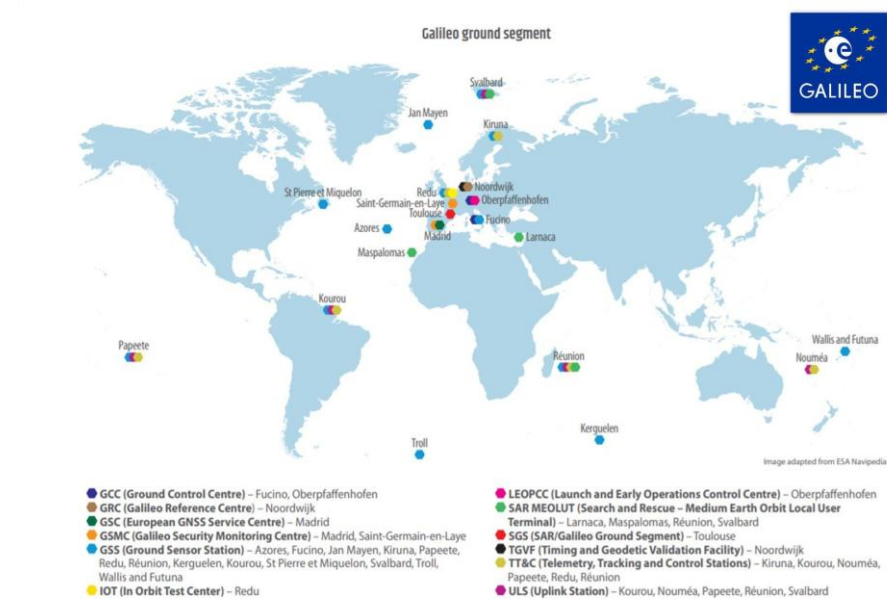 Galileo ground segment
GALILEO
Svalbard
Jan Mayen
Kiruna
St Pierre et Miquelon
Redu
Noordwijk
Saint-Germain-en-Laye
Oberpfaffenhofen
Toulouse
Azores
Fucino
Madrid
Larnaca
Maspalomas
Kourou
Papeete
Réunion
Wallis and Futuna
Nouméa
Troll
Kerguelen
Image adapted from ESA Navipedia
GCC (Ground Control Centre) – Fucino, Oberpfaffenhofen
GRC (Galileo Reference Centre) – Noordwijk
GSC (European GNSS Service Centre) – Madrid
GSMC (Galileo Security Monitoring Centre) – Madrid, Saint-Germain-en-Laye
GSS (Ground Sensor Station) – Azores, Fucino, Jan Mayen, Kiruna, Papeete,
Redu, Réunion, Kerguelen, Kourou, St Pierre et Miquelon, Svalbard, Troll,
Wallis and Futuna
IOT (In Orbit Test Center) – Redu
LEOPCC (Launch and Early Operations Control Centre) – Oberpfaffenhofen
SAR MEOLUT (Search and Rescue – Medium Earth Orbit Local User
Terminal) – Larnaca, Maspalomas, Réunion, Svalbard
SGS (SAR/Galileo Ground Segment) – Toulouse
TGVF (Timing and Geodetic Validation Facility) – Noordwijk
TT&C (Telemetry, Tracking and Control Stations) – Kiruna, Kourou, Nouméa,
Papeete, Redu, Réunion
ULS (Uplink Station) – Kourou, Nouméa, Papeete, Réunion, Svalbard